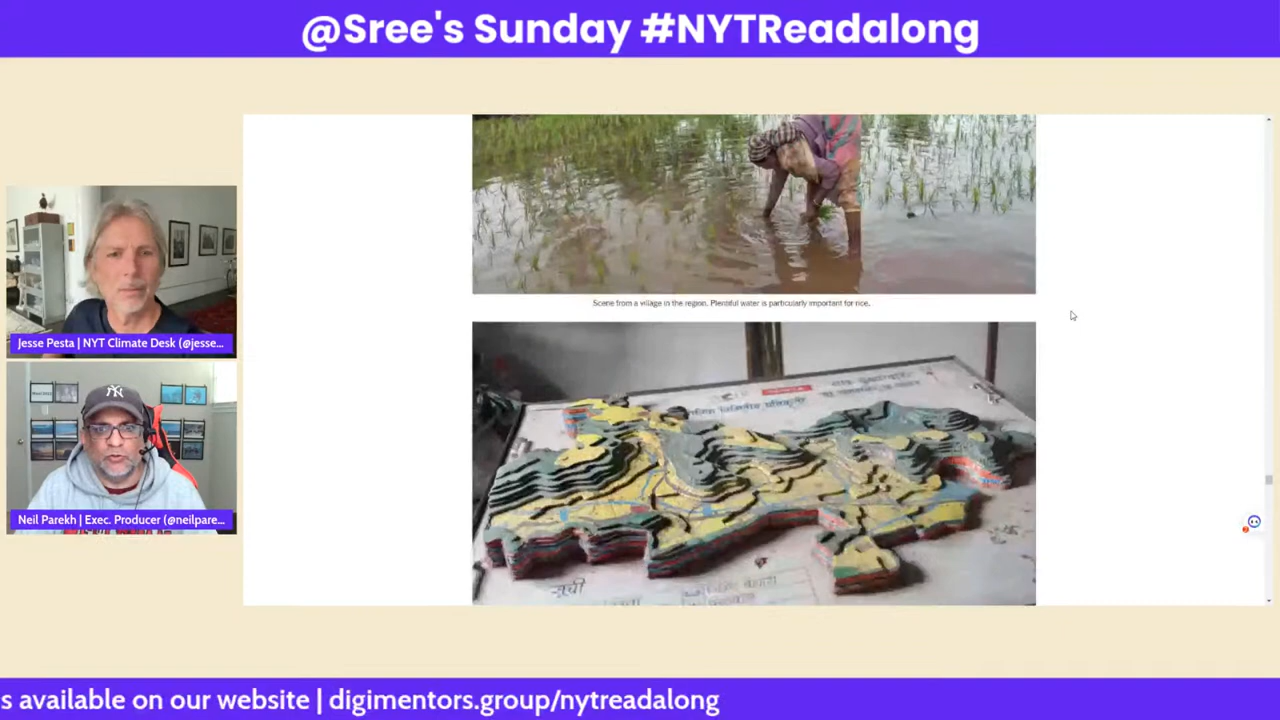 @Sree's Sunday #NYTReadalong
Jesse Pesta | NYT Climate Desk (@jesse...
NY
Neil Parekh | Exec. Producer (@neilpare...
Scene from a village in the region. Plentiful water is particularly important for rice.
सूची
s available on our website | digimentors.group/nytreadalong